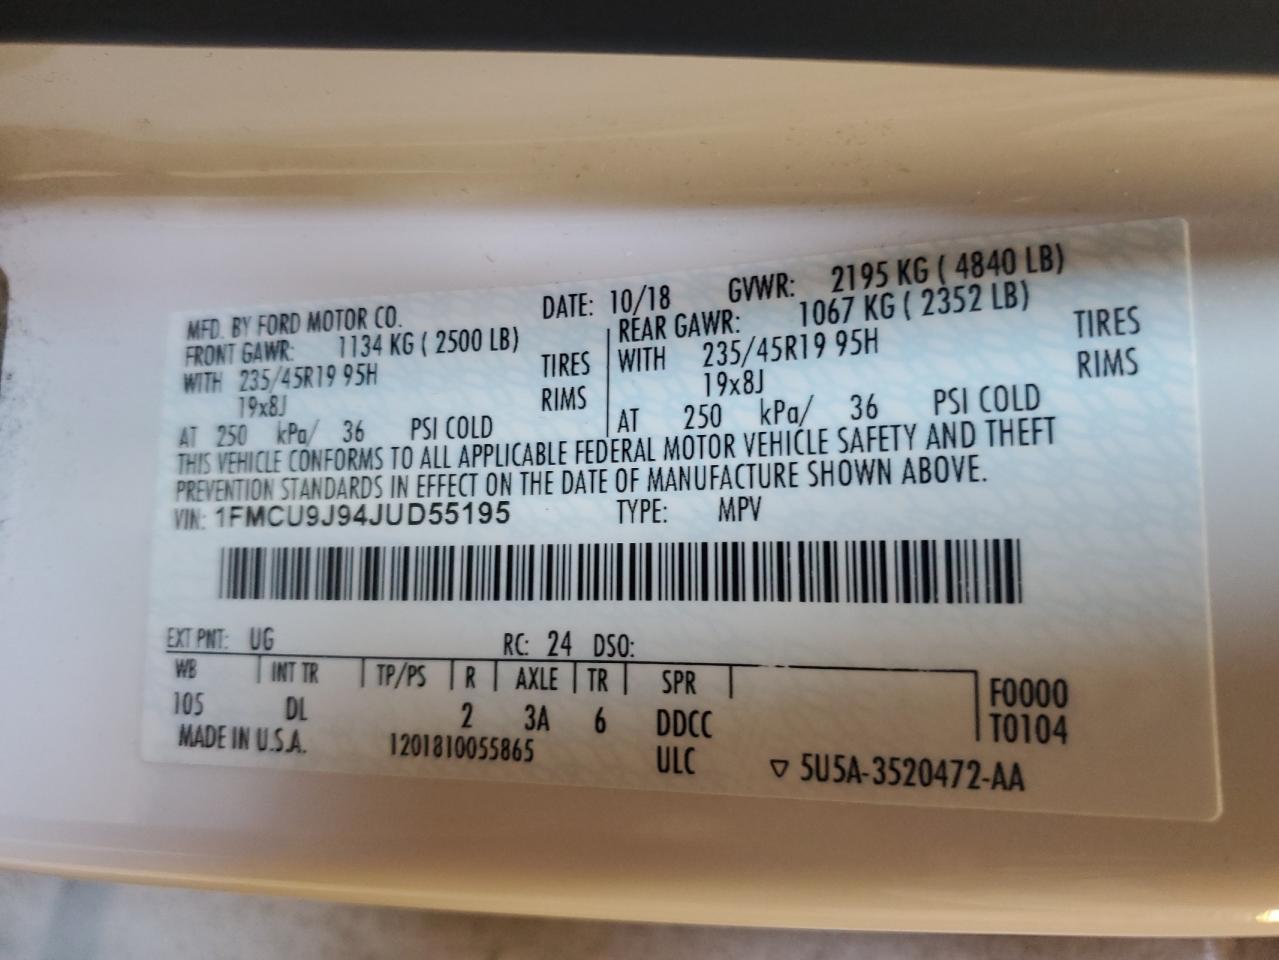 MFD. BY FORD MOTOR CO. DATE: 10/18 GVWR: 2195 KG ( 4840 LB)
FRONT GAWR: 1134 KG ( 2500 LB) REAR GAWR: 1067 KG ( 2352 LB)
WITH 235/45R19 95H TIRES WITH 235/45R19 95H TIRES
19x8J RIMS 19x8J RIMS
AT 250 kPa/ 36 PSI COLD AT 250 kPa/ 36 PSI COLD
THIS VEHICLE CONFORMS TO ALL APPLICABLE FEDERAL MOTOR VEHICLE SAFETY AND THEFT
PREVENTION STANDARDS IN EFFECT ON THE DATE OF MANUFACTURE SHOWN ABOVE.
VIN: 1FMCU9J94JUD55195 TYPE: MPV
EXT PNT: UG RC: 24 DSO:
WB INT TR TP/PS R AXLE TR SPR F0000
105 DL 2 3A 6 DDCC T0104
MADE IN U.S.A. 1201810055865 ULC ▽ 5U5A-3520472-AA